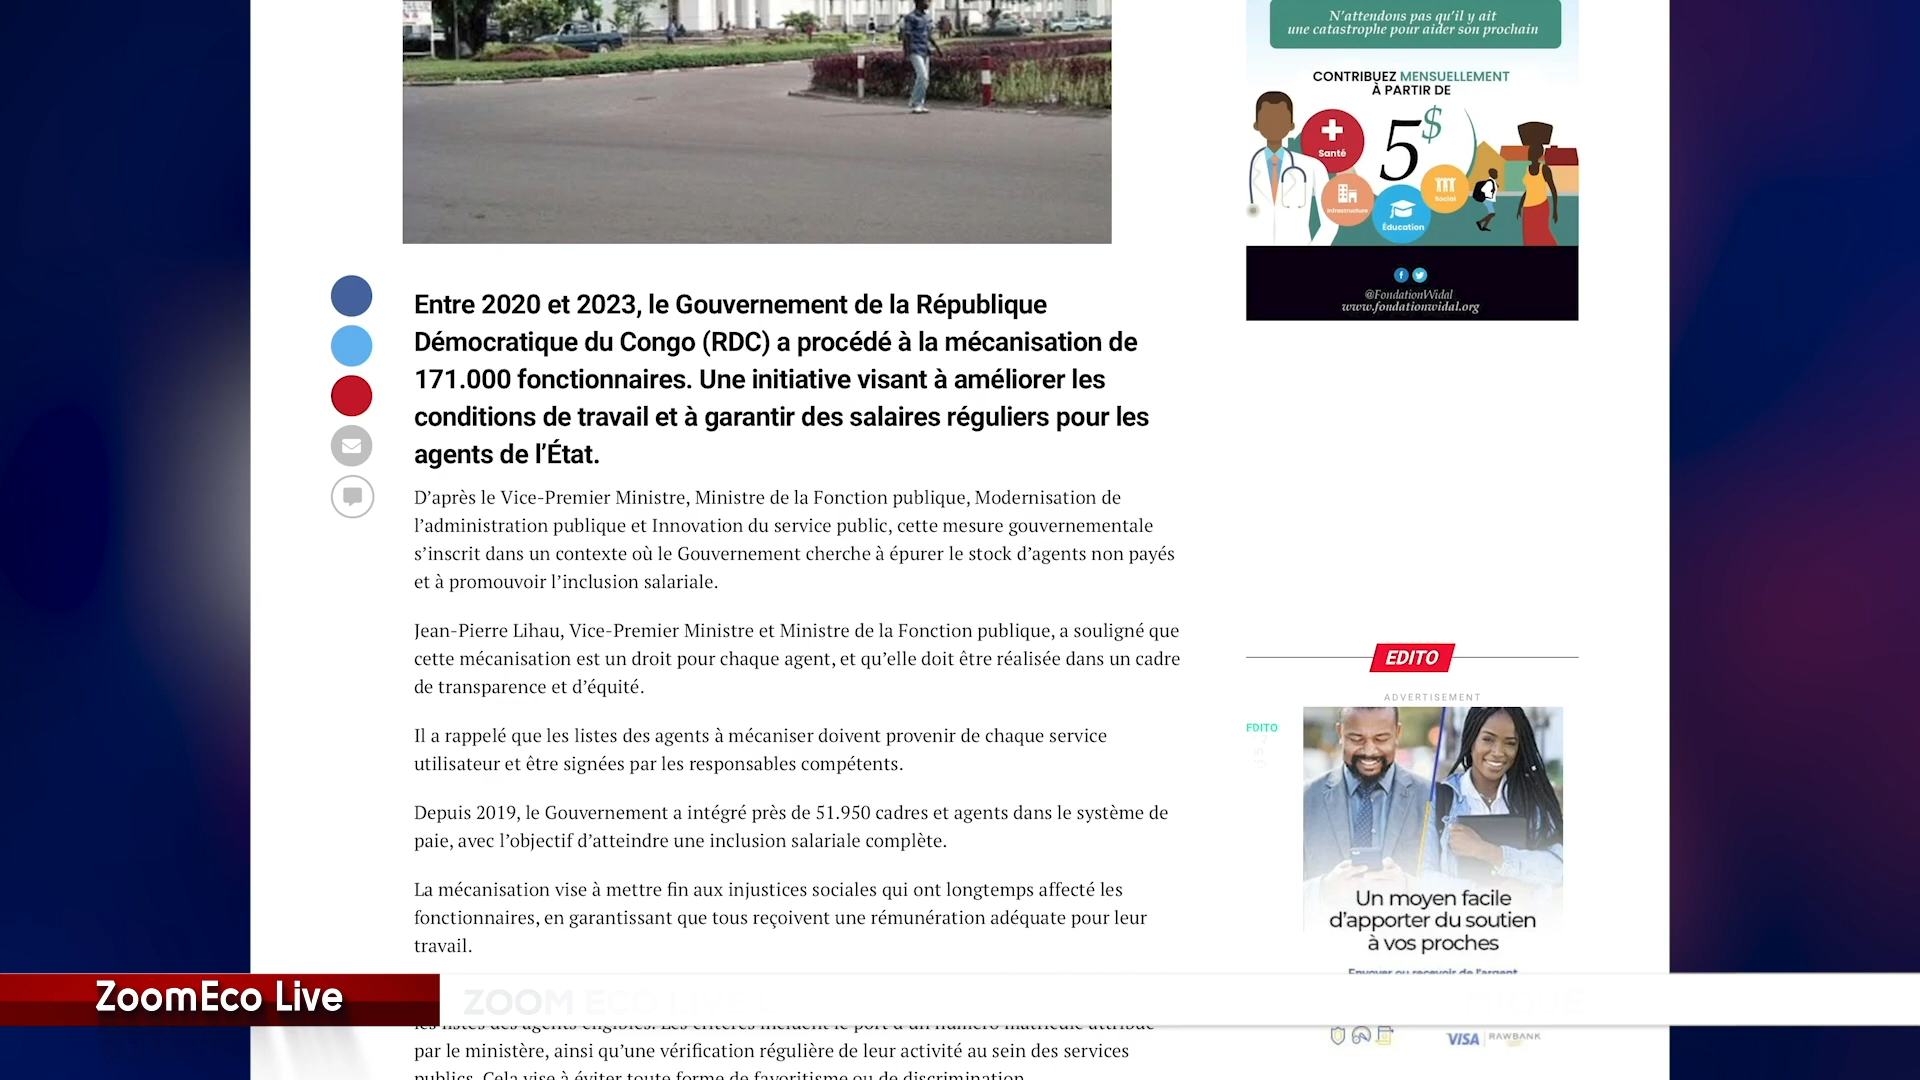 N'attendons pas qu'il y ait
une catastrophe pour aider son prochain
CONTRIBUEZ MENSUELLEMENT
À PARTIR DE
5$
Santé
Infrastructure
Éducation
Social
@FondationWidal
www.fondationwidal.org
Entre 2020 et 2023, le Gouvernement de la République
Démocratique du Congo (RDC) a procédé à la mécanisation de
171.000 fonctionnaires. Une initiative visant à améliorer les
conditions de travail et à garantir des salaires réguliers pour les
agents de l'État.
D'après le Vice-Premier Ministre, Ministre de la Fonction publique, Modernisation de
l'administration publique et Innovation du service public, cette mesure gouvernementale
s'inscrit dans un contexte où le Gouvernement cherche à épurer le stock d'agents non payés
et à promouvoir l'inclusion salariale.
Jean-Pierre Lihau, Vice-Premier Ministre et Ministre de la Fonction publique, a souligné que
cette mécanisation est un droit pour chaque agent, et qu'elle doit être réalisée dans un cadre
de transparence et d'équité.
Il a rappelé que les listes des agents à mécaniser doivent provenir de chaque service
utilisateur et être signées par les responsables compétents.
Depuis 2019, le Gouvernement a intégré près de 51.950 cadres et agents dans le système de
paie, avec l'objectif d'atteindre une inclusion salariale complète.
La mécanisation vise à mettre fin aux injustices sociales qui ont longtemps affecté les
fonctionnaires, en garantissant que tous reçoivent une rémunération adéquate pour leur
travail.
les listes des agents éligibles. Les critères incluent le port d'un numéro matricule attribué
par le ministère, ainsi qu'une vérification régulière de leur activité au sein des services
publics. Cela vise à éviter toute forme de favoritisme ou de discrimination
EDITO
ADVERTISEMENT
EDITO
Un moyen facile
d'apporter du soutien
à vos proches
Envoyer ou recevoir de l'argent
VISA RAWBANK
ZoomEco Live
ZOOM ECO LIVE